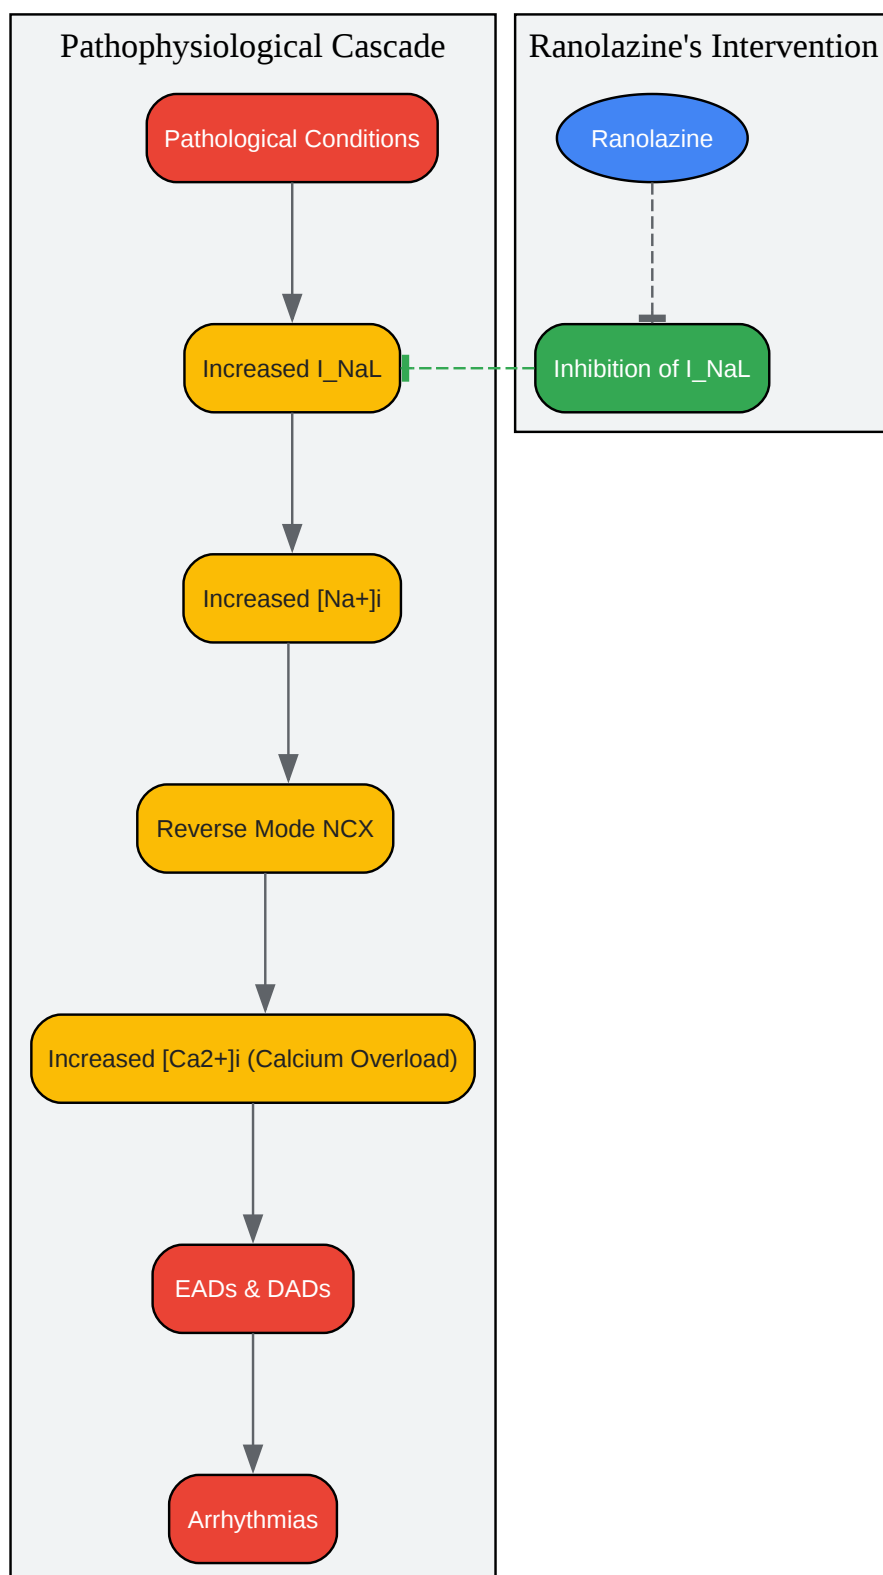 Pathophysiological Cascade
Pathological Conditions
Increased I_NaL
Increased [Na+]i
Reverse Mode NCX
Increased [Ca2+]i (Calcium Overload)
EADs & DADs
Arrhythmias
Ranolazine's Intervention
Ranolazine
Inhibition of I_NaL